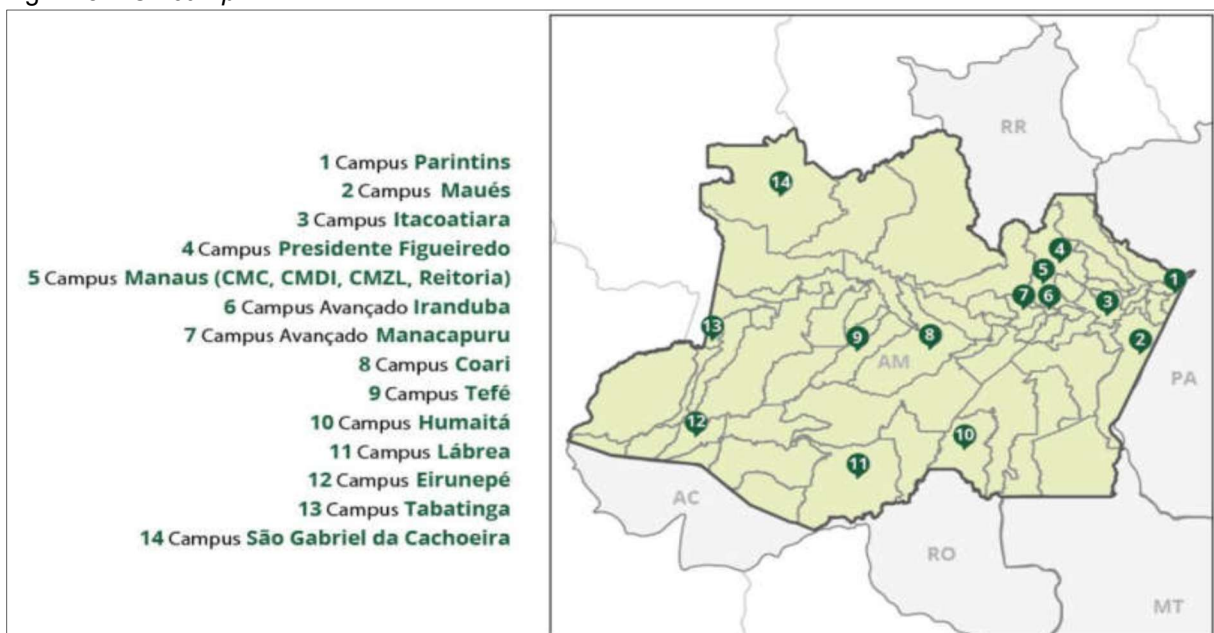 1 Campus Parintins
2 Campus Maués
3 Campus Itacoatiara
4 Campus Presidente Figueiredo
5 Campus Manaus (CMC, CMDI, CMZL, Reitoria)
6 Campus Avançado Iranduba
7 Campus Avançado Manacapuru
8 Campus Coari
9 Campus Tefé
10 Campus Humaitá
11 Campus Lábrea
12 Campus Eirunepé
13 Campus Tabatinga
14 Campus São Gabriel da Cachoeira
RR
14
4
5
1
7
6
3
13
9
8
2
AM
PA
12
10
11
AC
RO
MT